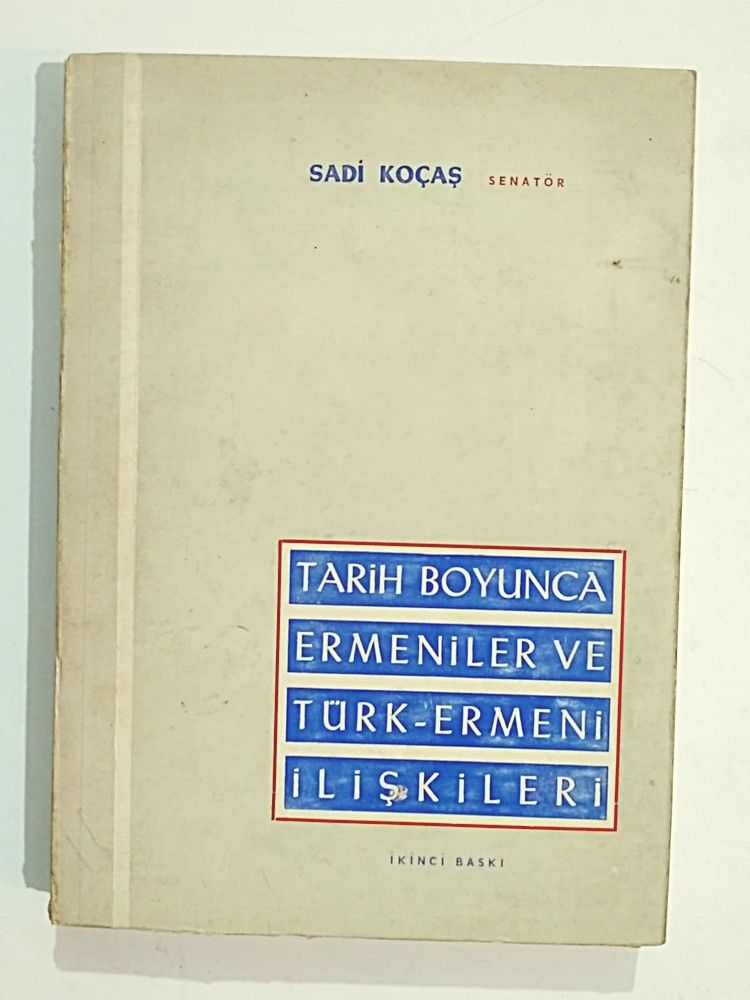 SADİ KOÇAŞ SENATÖR
TARİH BOYUNCA
ERMENİLER VE
TÜRK-ERMENİ
İLİŞKİLERİ
İKİNCİ BASKI